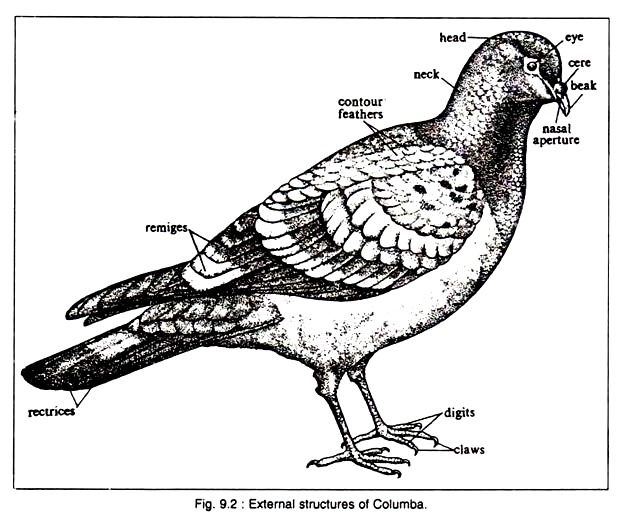 head
eye
cere
beak
neck
nasal
aperture
contour
feathers
remiges
rectrices
digits
claws
Fig. 9.2 : External structures of Columba.